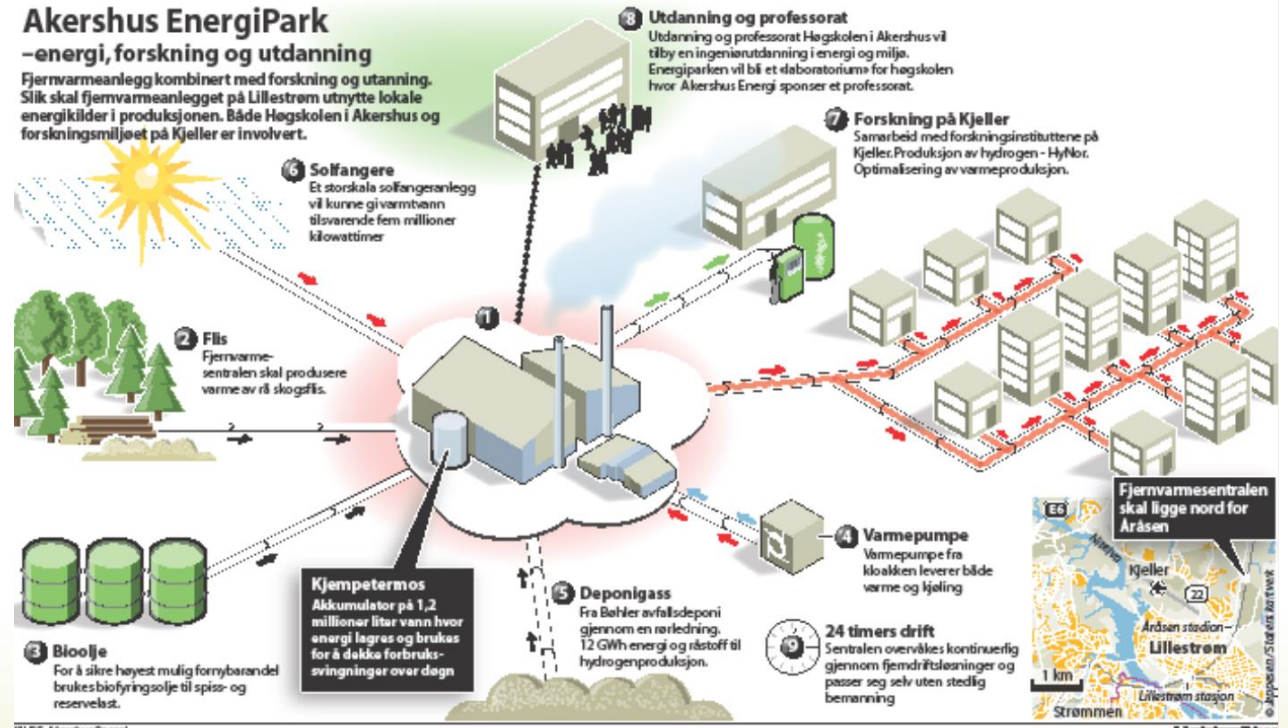 Akershus EnergiPark
–energi, forskning og utdanning
Fjernvarmeanlegg kombinert med forskning og utanning.
Slik skal fjernvarmeanlegget på Lillestrøm utnytte lokale
energikilder i produksjonen. Både Høgskolen i Akershus og
forskningsmiljøet på Kjeller er involvert.
8 Utdanning og professorat
Utdanning og professorat Høgskolen i Akershus vil
tilby en ingeniørutdanning i energi og miljø.
Energiparken vil bli et «laboratorium» for høgskolen
hvor Akershus Energi sponser et professorat.
7 Forskning på Kjeller
Samarbeid med forskningsinstituttene på
Kjeller. Produksjon av hydrogen - HyNor.
Optimalisering av varmeproduksjon.
6 Solfangere
Et storskala solfangeranlegg
vil kunne gi varmtvann
tilsvarende fem millioner
kilowattimer
1
2 Flis
Fjernvarme-
sentralen skal produsere
varme av rå skogsflis.
3 Bioolje
For å sikre høyest mulig fornybarandel
brukes biofyringsolje til spiss- og
reservelast.
Kjempetermos
Akkumulator på 1,2
millioner liter vann hvor
energi lagres og brukes
for å dekke forbruks-
svingninger over døgn
5 Deponigass
Fra Bøhler avfallsdeponi
gjennom en rørledning.
12 GWh energi og råstoff til
hydrogenproduksjon.
4 Varmepumpe
Varmepumpe fra
kloakken leverer både
varme og kjøling
9 24 timers drift
Sentralen overvåkes kontinuerlig
gjennom fjerndriftsløsninger og
passer seg selv uten stedlig
bemanning
Fjernvarmesentralen
skal ligge nord for
Åråsen
E6
Nitelva
Kjeller
22
Åråsen stadion
Lillestrøm
1 km
Lillestrøm stasjon
Strømmen
© Jeppesen/Statens kartverk